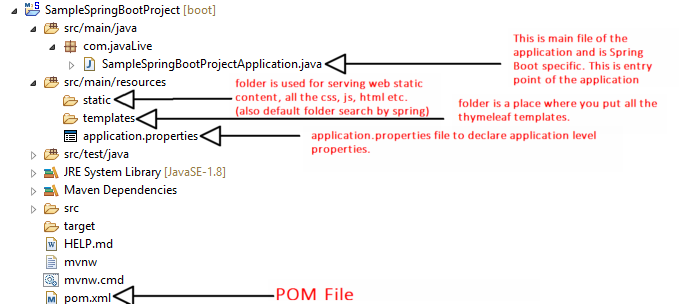 SampleSpringBootProject [boot]
src/main/java
com.javaLive
SampleSpringBootProjectApplication.java
This is main file of the
application and is Spring
Boot specific. This is entry
point of the application
src/main/resources
static
folder is used for serving web static
content, all the css, js, html etc.
(also default folder search by spring)
templates
folder is a place where you put all the
thymeleaf templates.
application.properties
application.properties file to declare application level
properties.
src/test/java
JRE System Library [JavaSE-1.8]
Maven Dependencies
src
target
HELP.md
mvnw
mvnw.cmd
pom.xml
POM File